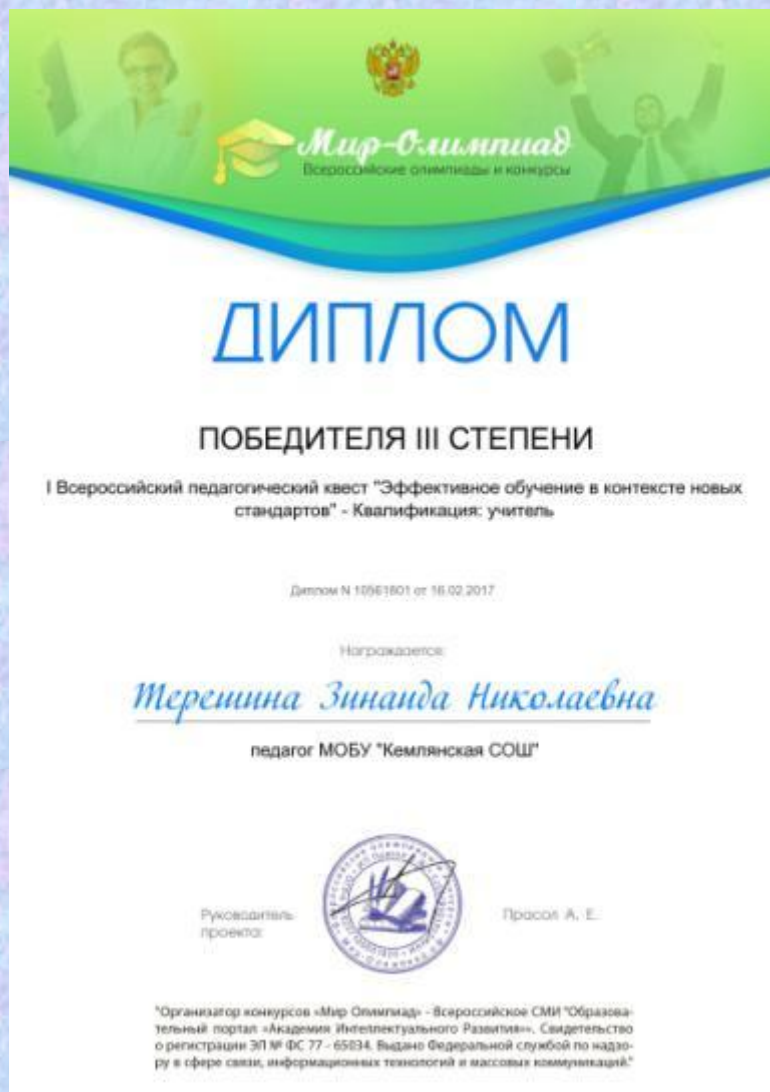 Мир-Олимпиад
Всероссийские олимпиады и конкурсы
ДИПЛОМ
ПОБЕДИТЕЛЯ III СТЕПЕНИ
I Всероссийский педагогический квест "Эффективное обучение в контексте новых
стандартов" - Квалификация: учитель
Диплом N 10561801 от 16.02.2017
Награждается:
Терешина Зинаида Николаевна
педагог МОБУ "Кемлянская СОШ"
Руководитель Прасол А. Е.
проекта:
"Организатор конкурсов «Мир Олимпиад» - Всероссийское СМИ "Образова-
тельный портал «Академия Интеллектуального Развития»». Свидетельство
о регистрации ЭЛ № ФС 77 - 65034. Выдано Федеральной службой по надзо-
ру в сфере связи, информационных технологий и массовых коммуникаций."